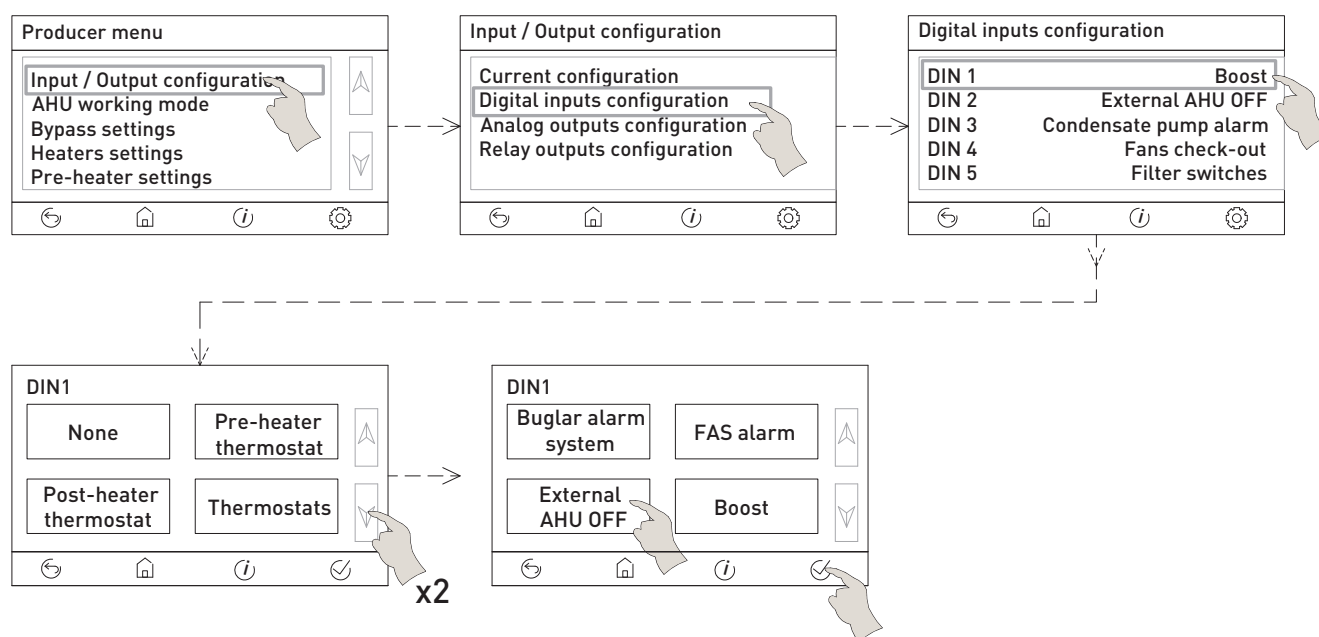 Producer menu
Input / Output configuration
AHU working mode
Bypass settings
Heaters settings
Pre-heater settings
Input / Output configuration
Current configuration
Digital inputs configuration
Analog outputs configuration
Relay outputs configuration
Digital inputs configuration
DIN 1 Boost
DIN 2 External AHU OFF
DIN 3 Condensate pump alarm
DIN 4 Fans check-out
DIN 5 Filter switches
DIN1
None
Pre-heater
thermostat
Post-heater
thermostat
Thermostats
x2
DIN1
Buglar alarm
system
FAS alarm
External
AHU OFF
Boost